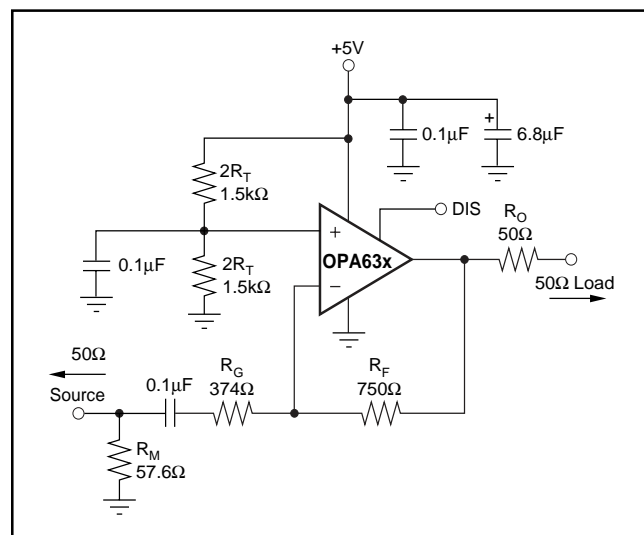 +5V
+
0.1µF
6.8µF
2R_T
1.5kΩ
DIS
R_O
50Ω
+
OPA63x
−
0.1µF
2R_T
1.5kΩ
50Ω Load
50Ω
Source
0.1µF
R_G
374Ω
R_F
750Ω
R_M
57.6Ω